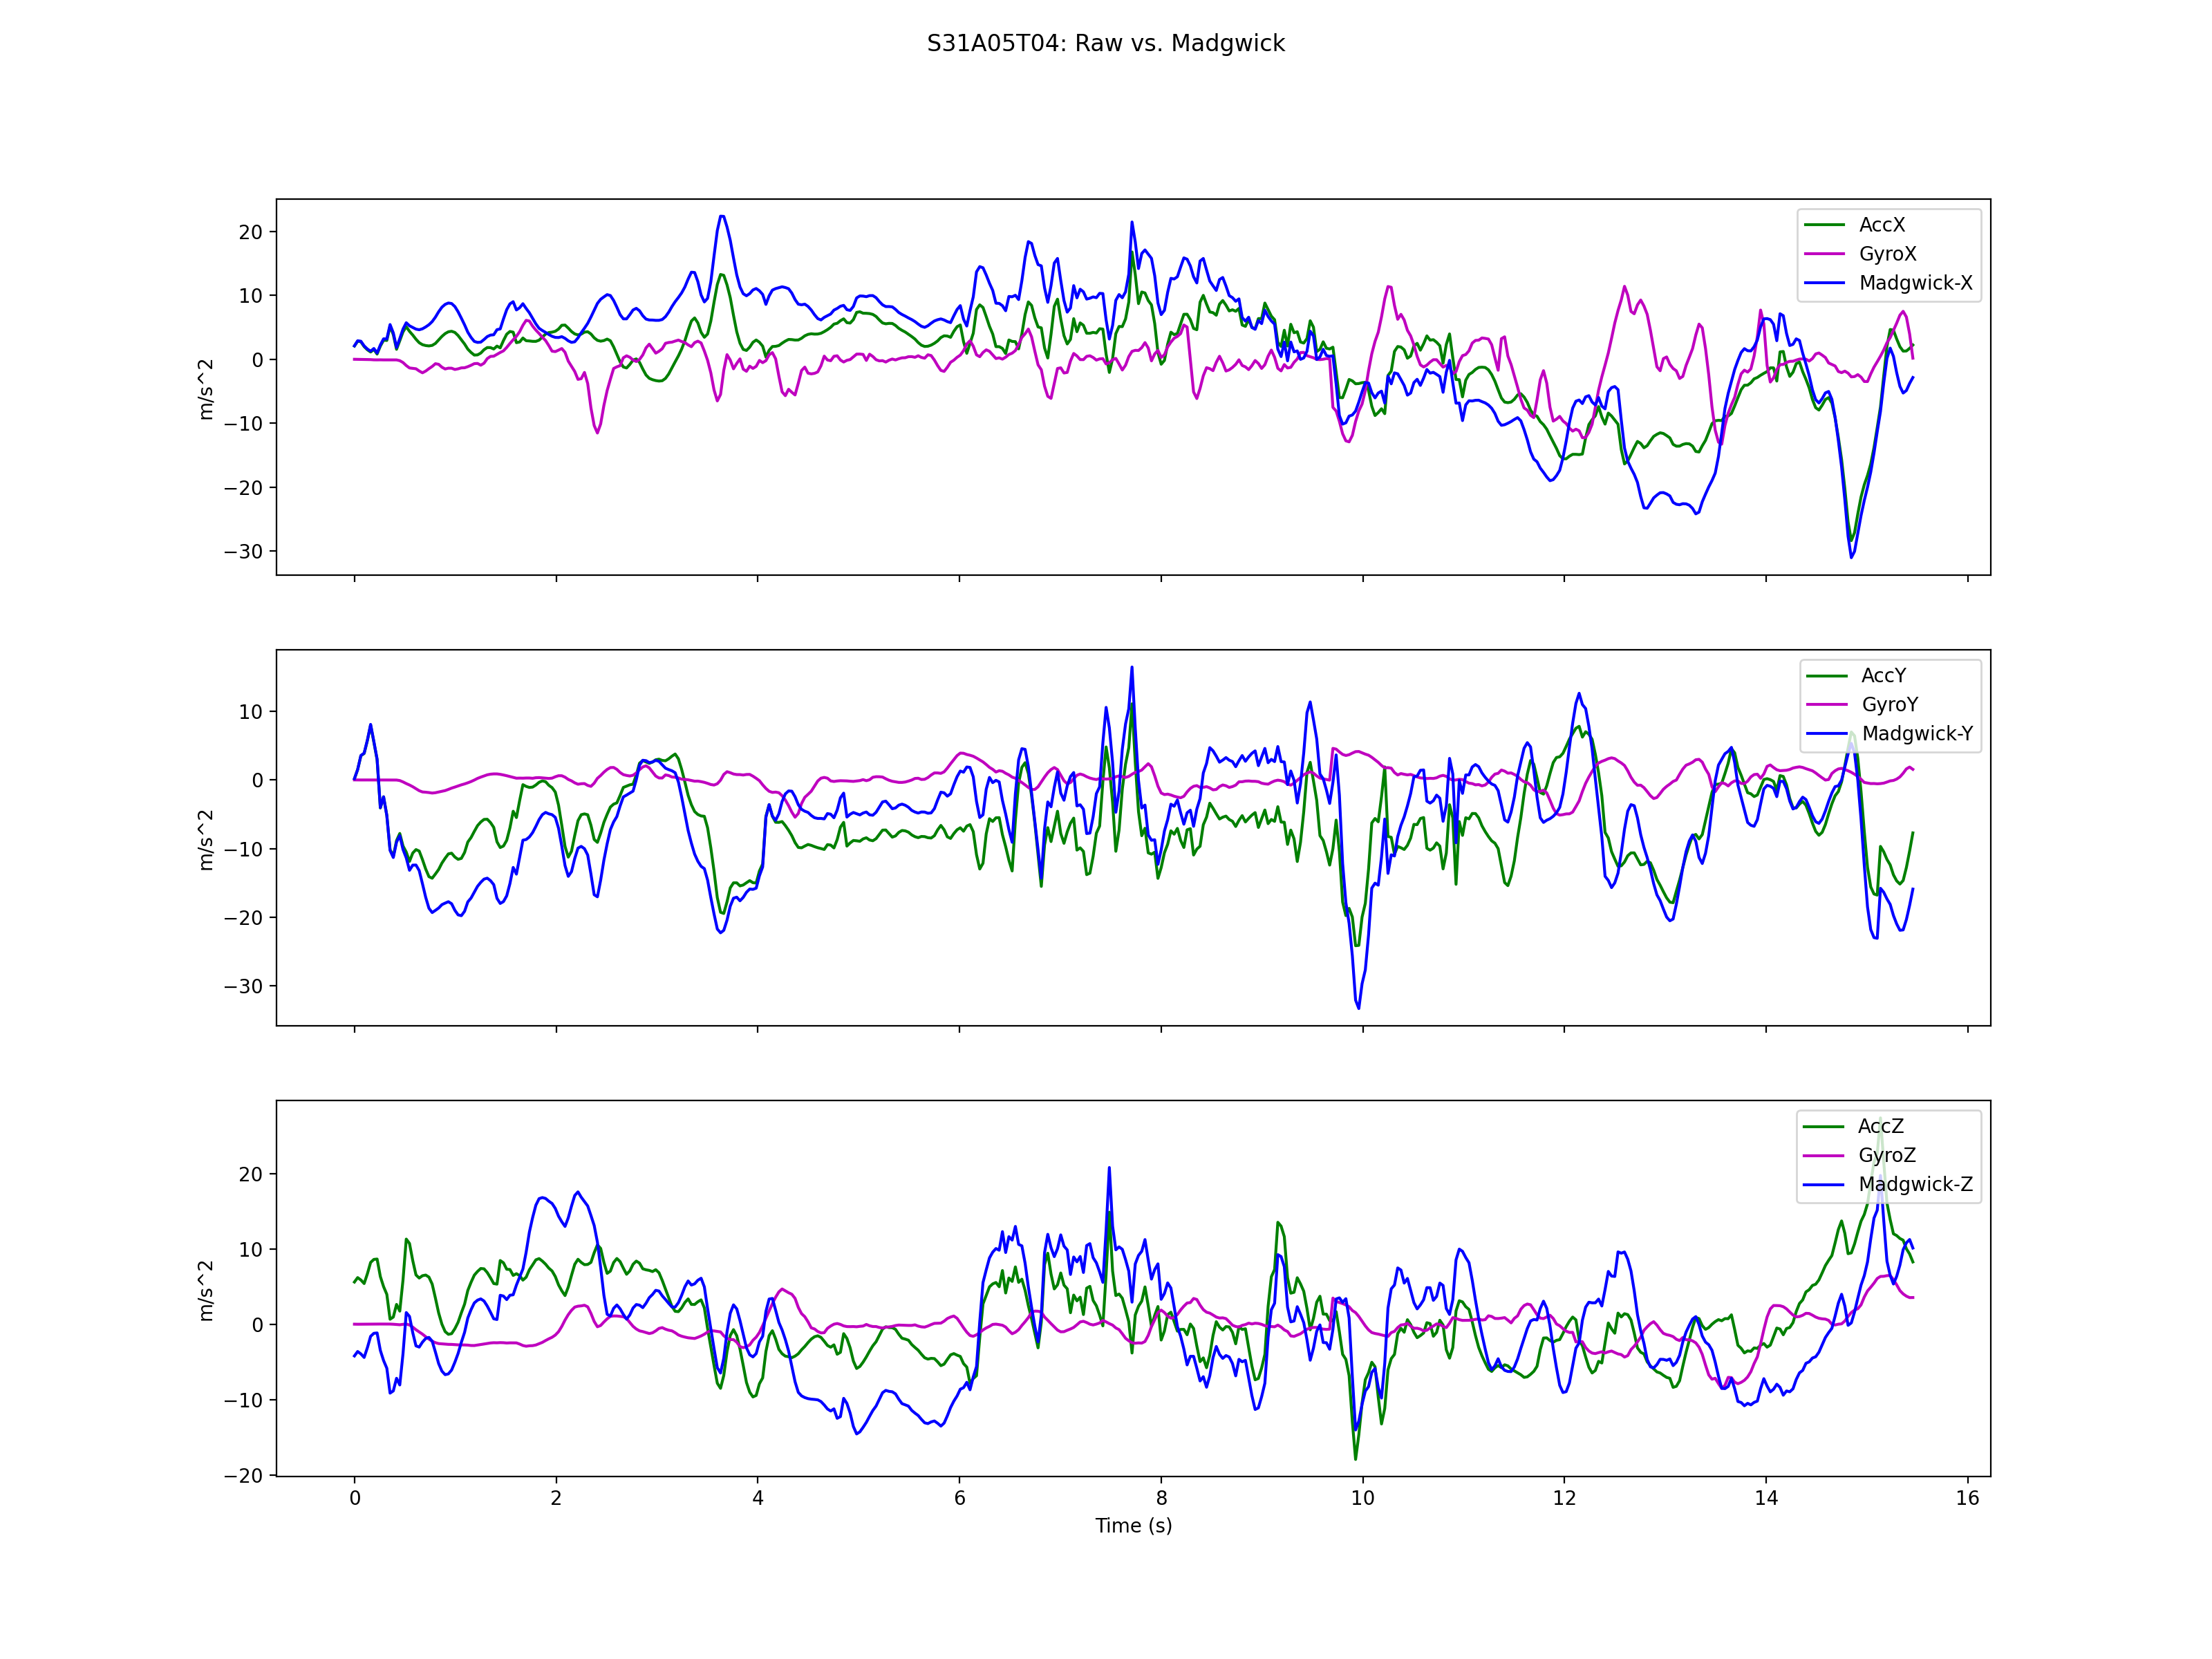 S31A05T04: Raw vs. Madgwick
20
10
0
−10
−20
−30
m/s^2
AccX
GyroX
Madgwick-X
10
0
−10
−20
−30
m/s^2
AccY
GyroY
Madgwick-Y
20
10
0
−10
−20
m/s^2
AccZ
GyroZ
Madgwick-Z
0 2 4 6 8 10 12 14 16
Time (s)